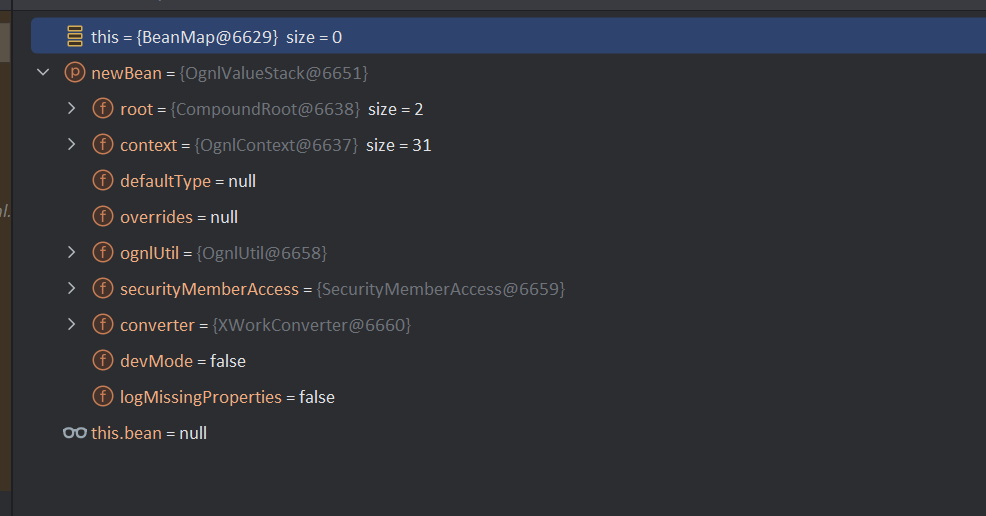 this = {BeanMap@6629} size = 0
newBean = {OgnlValueStack@6651}
root = {CompoundRoot@6638} size = 2
context = {OgnlContext@6637} size = 31
defaultType = null
overrides = null
ognlUtil = {OgnlUtil@6658}
securityMemberAccess = {SecurityMemberAccess@6659}
converter = {XWorkConverter@6660}
devMode = false
logMissingProperties = false
this.bean = null